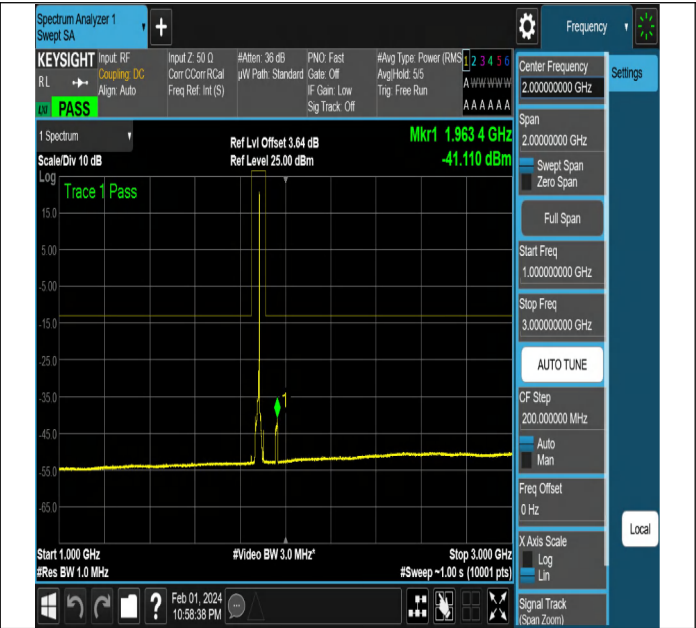 Spectrum Analyzer 1
Swept SA
+
Frequency
KEYSIGHT
Input: RF
Coupling: DC
Align: Auto
Input Z: 50 Ω
Corr CCorr RCal
Freq Ref: Int (S)
#Atten: 36 dB
µW Path: Standard
PNO: Fast
Gate: Off
IF Gain: Low
Sig Track: Off
#Avg Type: Power (RMS
Avg|Hold: 5/5
Trig: Free Run
1 2 3 4 5 6
A W W W W W
A A A A A A
R L
LXI
PASS
1 Spectrum
Scale/Div 10 dB
Log
Ref Lvl Offset 3.64 dB
Ref Level 25.00 dBm
Mkr1 1.963 4 GHz
-41.110 dBm
Trace 1 Pass
15.0
5.00
-5.00
-15.0
-25.0
-35.0
-45.0
-55.0
-65.0
1
Start 1.000 GHz
#Res BW 1.0 MHz
#Video BW 3.0 MHz*
Stop 3.000 GHz
#Sweep ~1.00 s (10001 pts)
?
Feb 01, 2024
10:58:38 PM
Center Frequency
2.00000000 GHz
Settings
Span
2.00000000 GHz
Swept Span
Zero Span
Full Span
Start Freq
1.000000000 GHz
Stop Freq
3.000000000 GHz
AUTO TUNE
CF Step
200.000000 MHz
Auto
Man
Freq Offset
0 Hz
Local
X Axis Scale
Log
Lin
Signal Track
(Span Zoom)